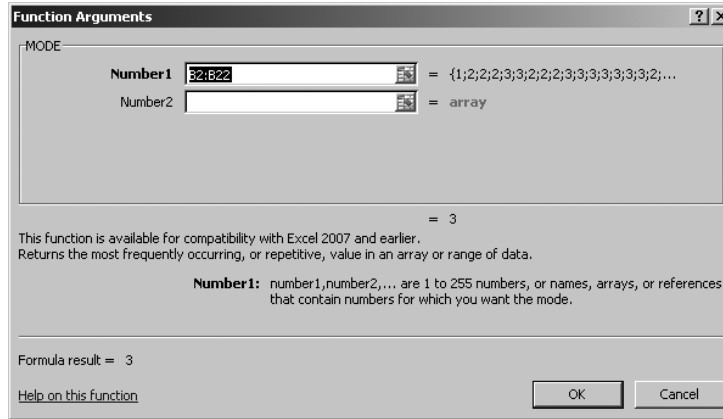 Function Arguments
MODE
Number1 B2:B22 = {1;2;2;2;3;3;2;2;2;3;3;3;3;3;3;3;2;...
Number2 = array
= 3
This function is available for compatibility with Excel 2007 and earlier.
Returns the most frequently occurring, or repetitive, value in an array or range of data.
Number1: number1,number2,... are 1 to 255 numbers, or names, arrays, or references
that contain numbers for which you want the mode.
Formula result = 3
Help on this function OK Cancel